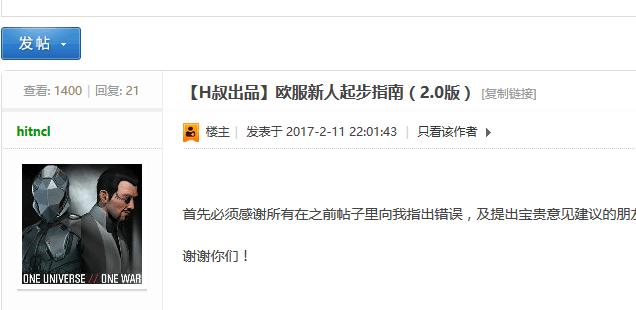 发帖
查看: 1400 | 回复: 21
【H叔出品】欧服新人起步指南（2.0版） [复制链接]
hitncl
楼主 | 发表于 2017-2-11 22:01:43 | 只看该作者
ONE UNIVERSE // ONE WAR
首先必须感谢所有在之前帖子里向我指出错误，及提出宝贵意见建议的朋
谢谢你们！